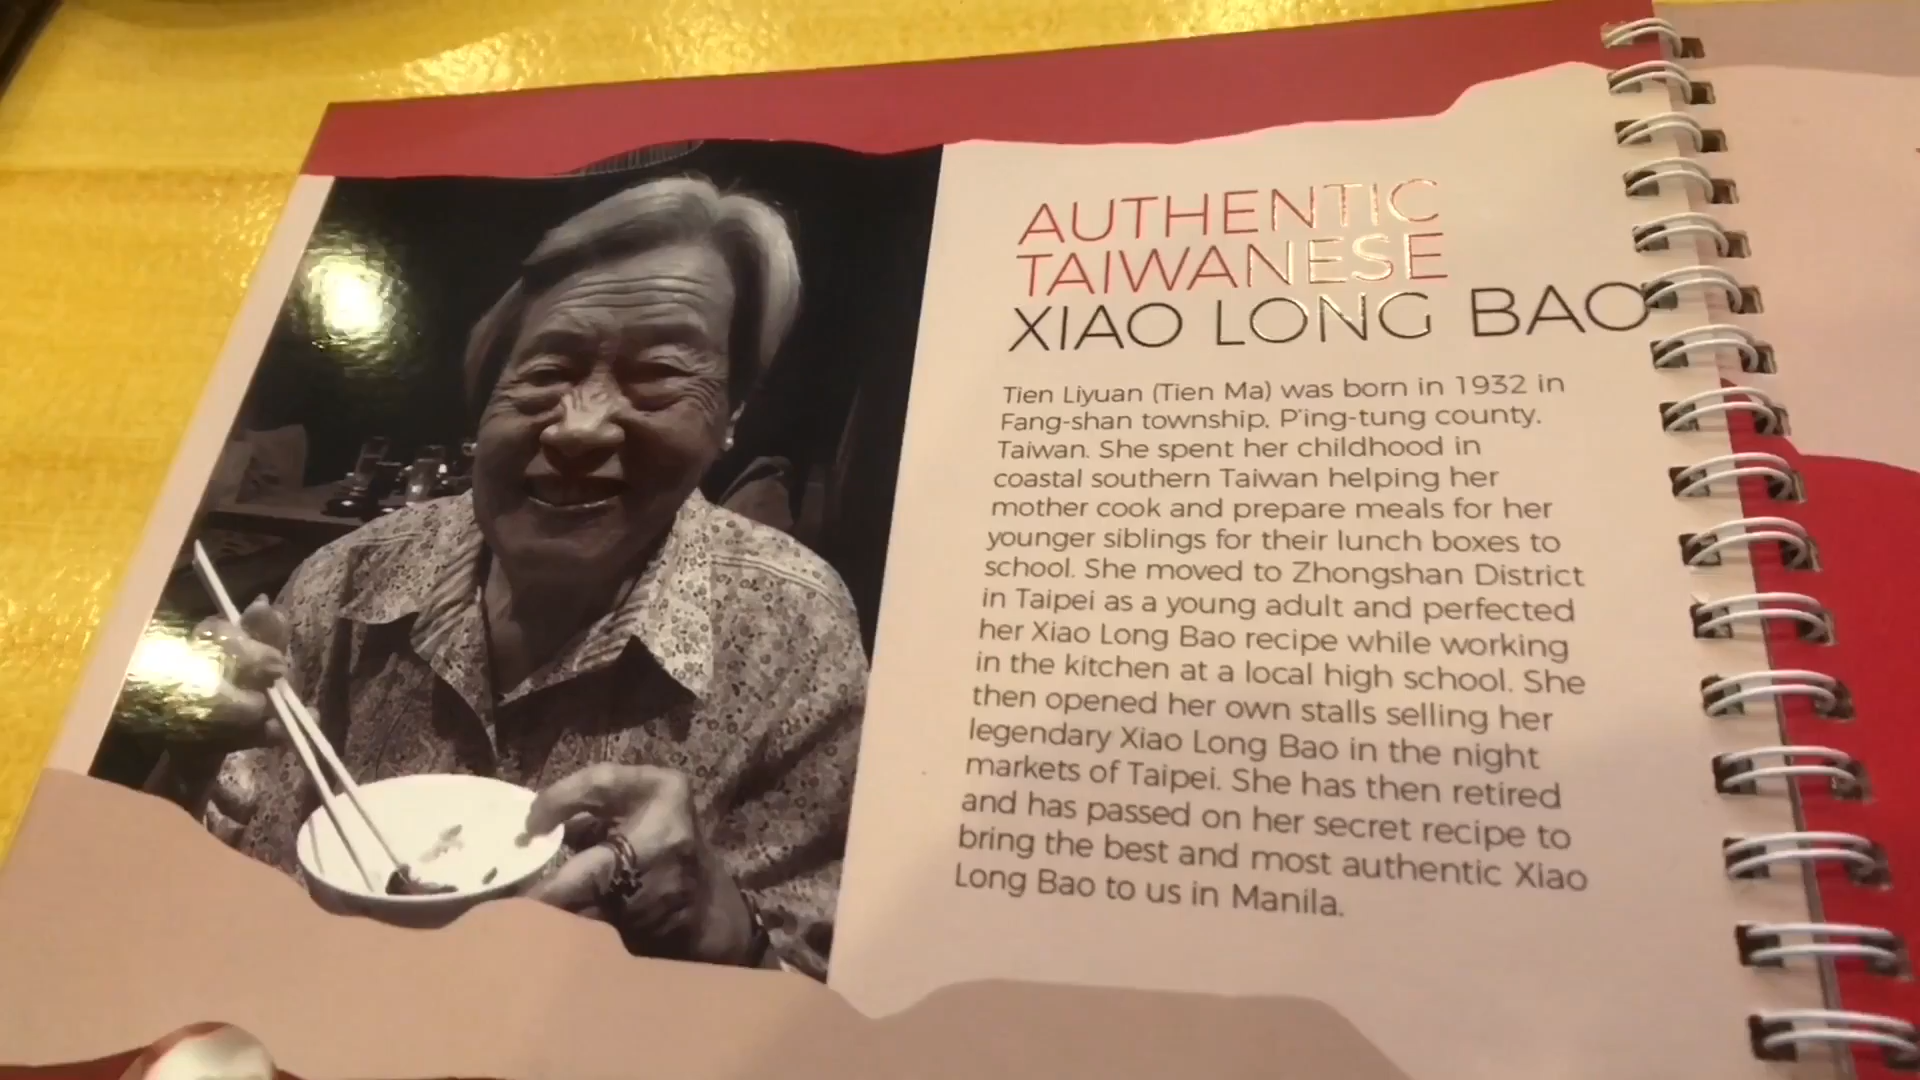 AUTHENTIC
TAIWANESE
XIAO LONG BAO
Tien Liyuan (Tien Ma) was born in 1932 in
Fang-shan township, P'ing-tung county,
Taiwan. She spent her childhood in
coastal southern Taiwan helping her
mother cook and prepare meals for her
younger siblings for their lunch boxes to
school. She moved to Zhongshan District
in Taipei as a young adult and perfected
her Xiao Long Bao recipe while working
in the kitchen at a local high school. She
then opened her own stalls selling her
legendary Xiao Long Bao in the night
markets of Taipei. She has then retired
and has passed on her secret recipe to
bring the best and most authentic Xiao
Long Bao to us in Manila.